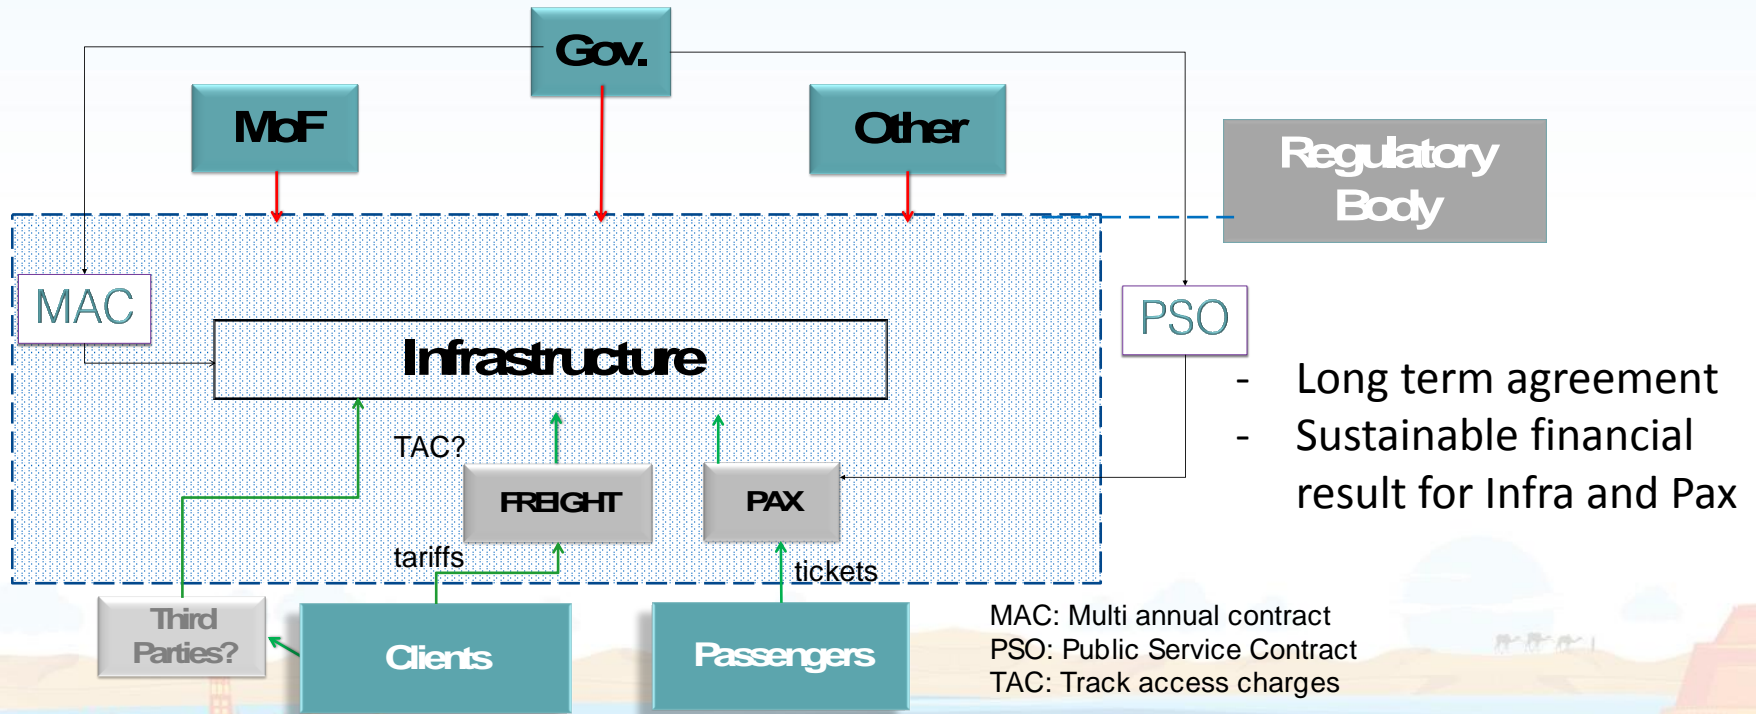 Gov.
MoF
Other
Regulatory
Body
MAC
PSO
Infrastructure
- Long term agreement
- Sustainable financial
result for Infra and Pax
TAC?
FREIGHT
PAX
tariffs
tickets
Third
Parties?
Clients
Passengers
MAC: Multi annual contract
PSO: Public Service Contract
TAC: Track access charges